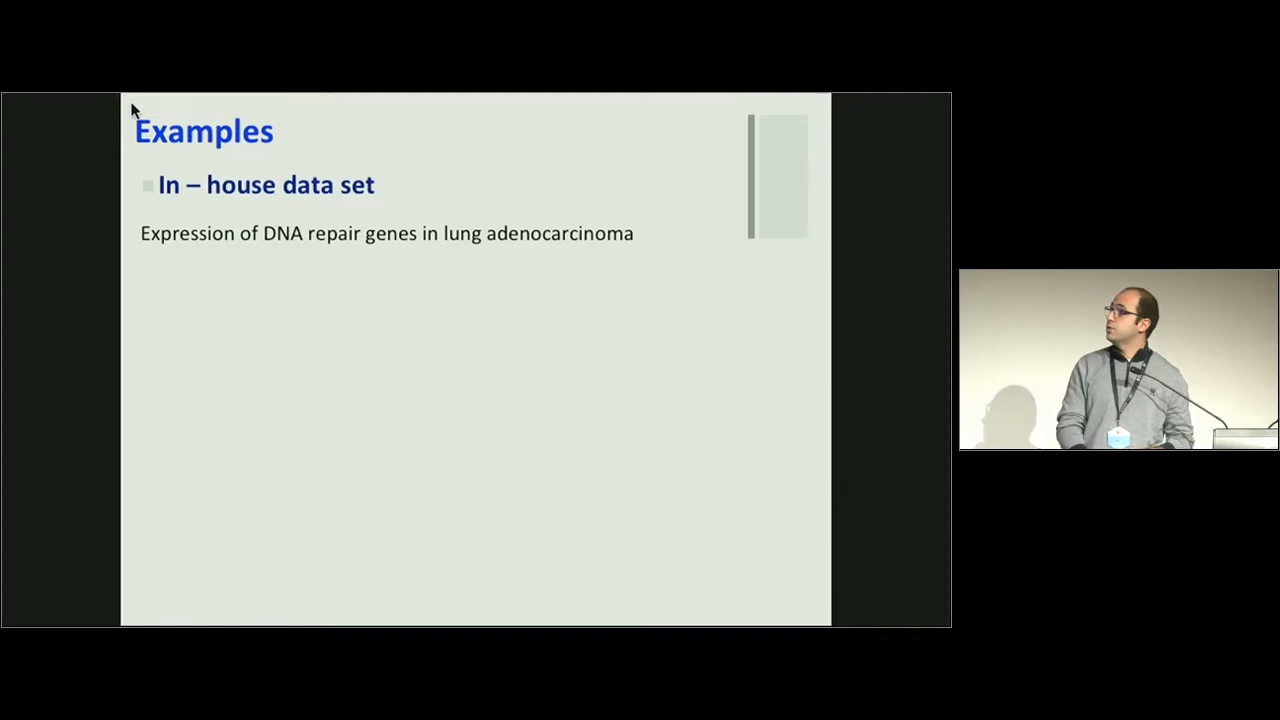 Examples
In – house data set
Expression of DNA repair genes in lung adenocarcinoma